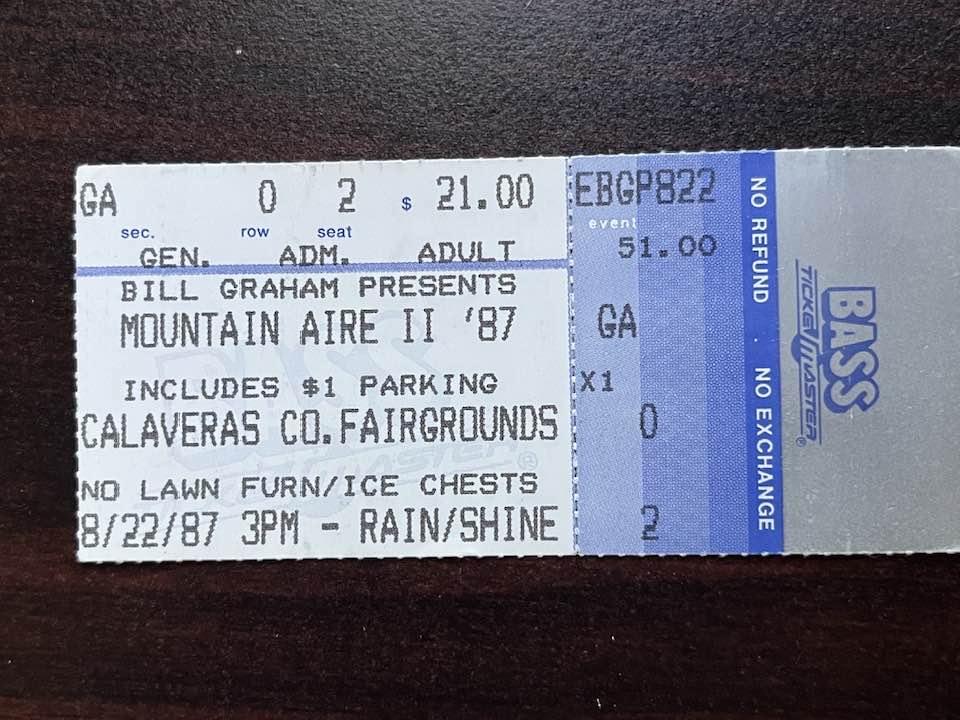 GA 0 2 $ 21.00
sec. row seat
GEN. ADM. ADULT
BILL GRAHAM PRESENTS
MOUNTAIN AIRE II '87
INCLUDES $1 PARKING
CALAVERAS CO.FAIRGROUNDS
NO LAWN FURN/ICE CHESTS
8/22/87 3PM - RAIN/SHINE
EBGP822
event
51.00
GA
X1
0
2
NO REFUND NO EXCHANGE
BASS
TICKETMASTER®